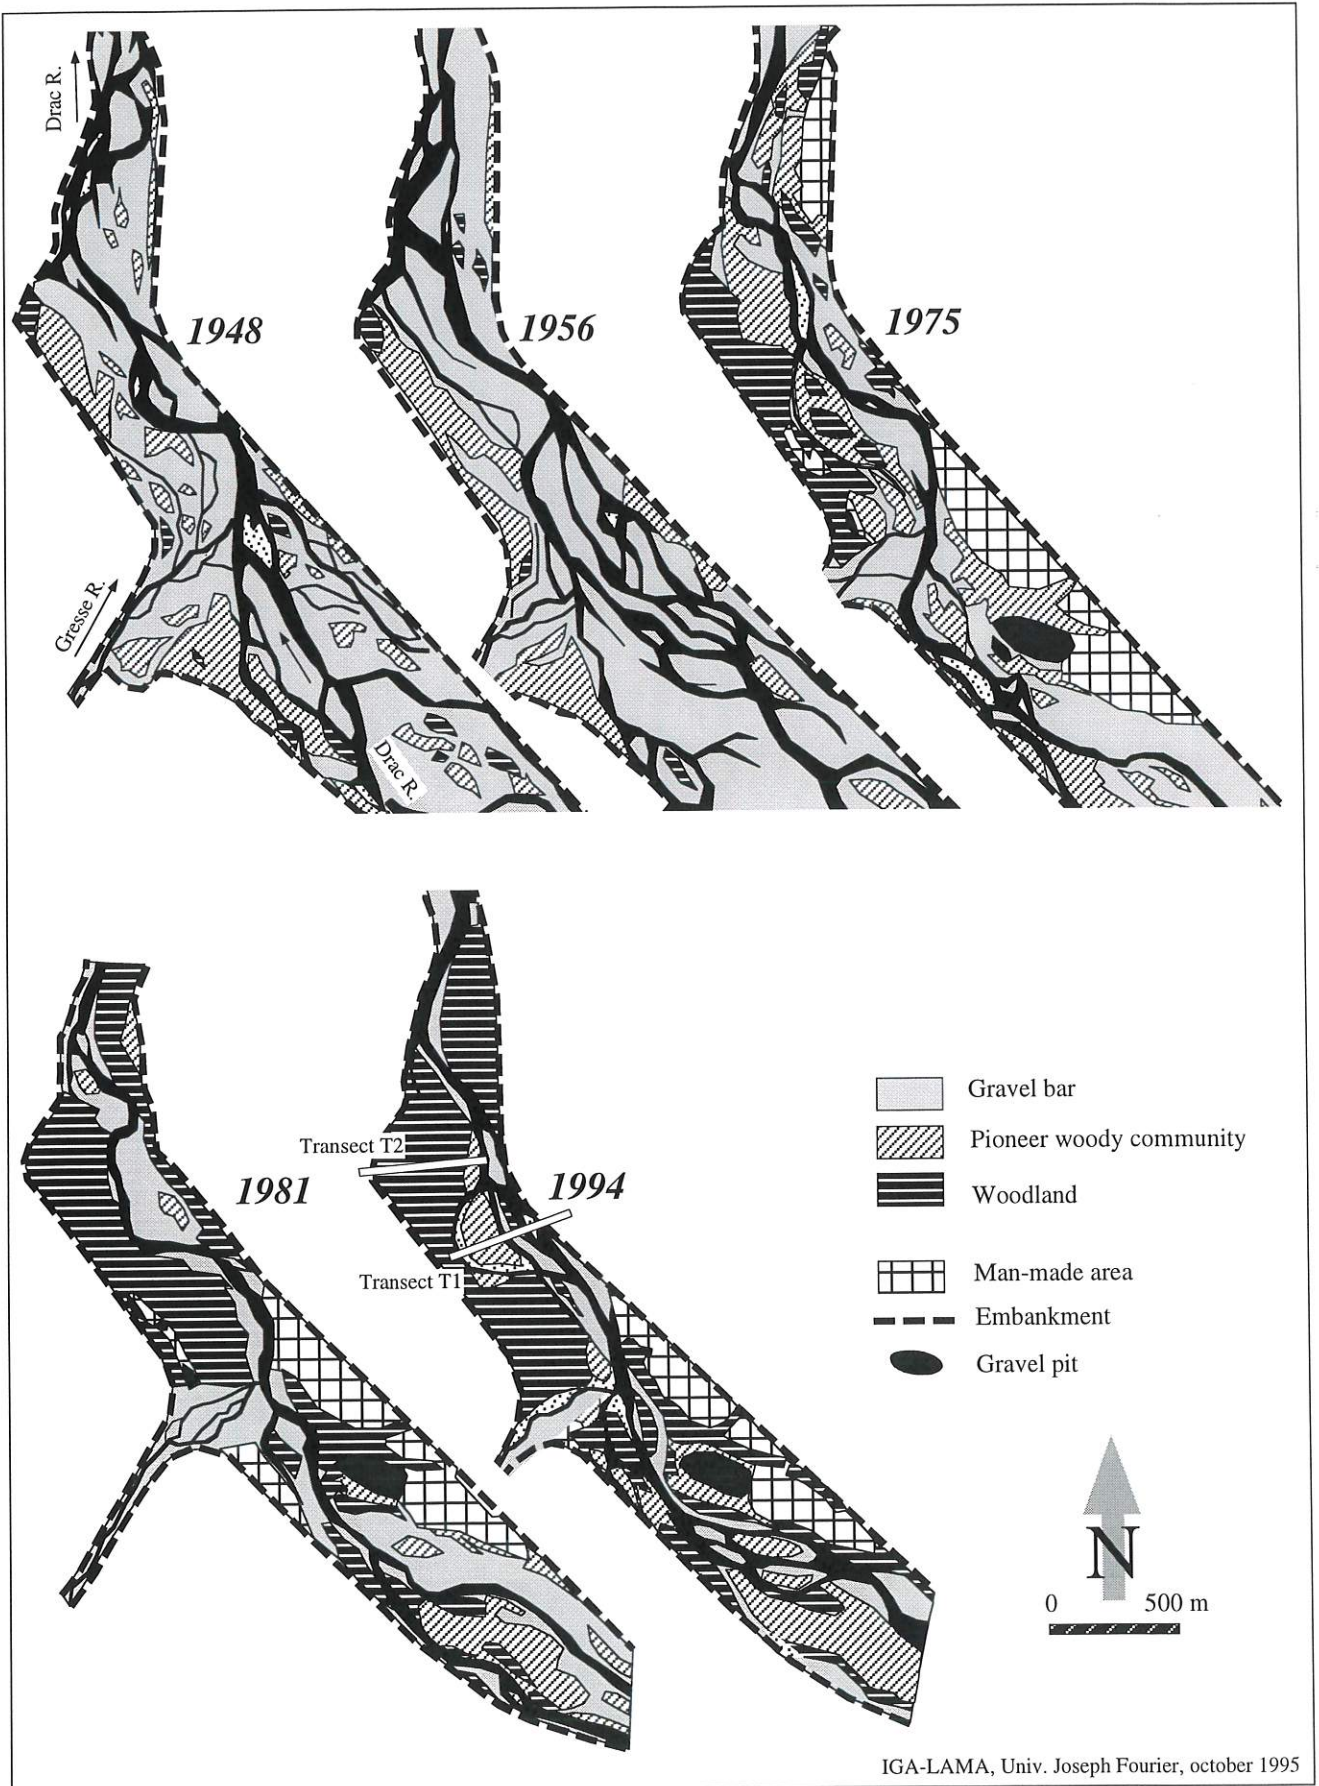 Drac R.
1948
1956
1975
Gresse R.
Drac R.
Transect T2
1981
1994
Transect T1
Gravel bar
Pioneer woody community
Woodland
Man-made area
Embankment
Gravel pit
N
0 500 m
IGA-LAMA, Univ. Joseph Fourier, october 1995